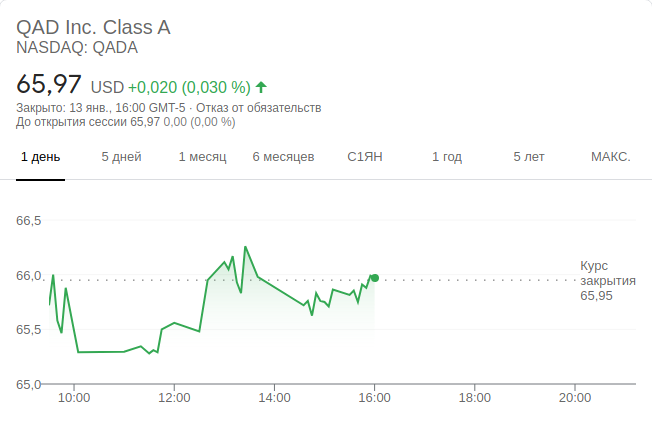 QAD Inc. Class A
NASDAQ: QADA
65,97 USD +0,020 (0,030 %)
Закрыто: 13 янв., 16:00 GMT-5 · Отказ от обязательств
До открытия сессии 65,97 0,00 (0,00 %)
1 день 5 дней 1 месяц 6 месяцев С1ЯН 1 год 5 лет МАКС.
66,5
66,0
65,5
65,0
Курс
закрытия
65,95
10:00 12:00 14:00 16:00 18:00 20:00